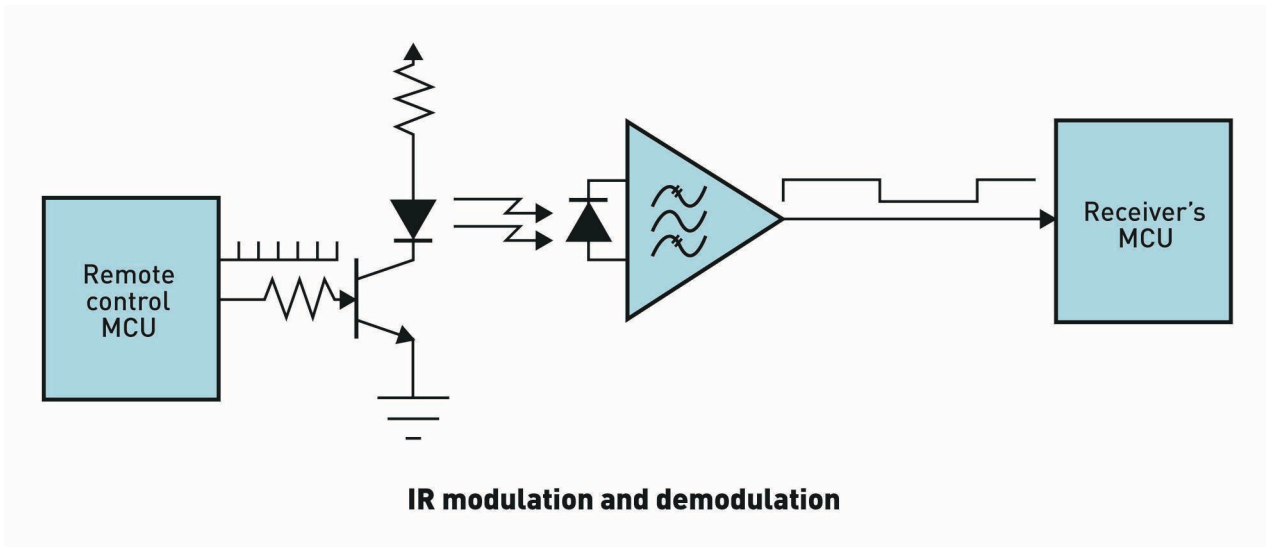 Remote
control
MCU
Receiver's
MCU
IR modulation and demodulation